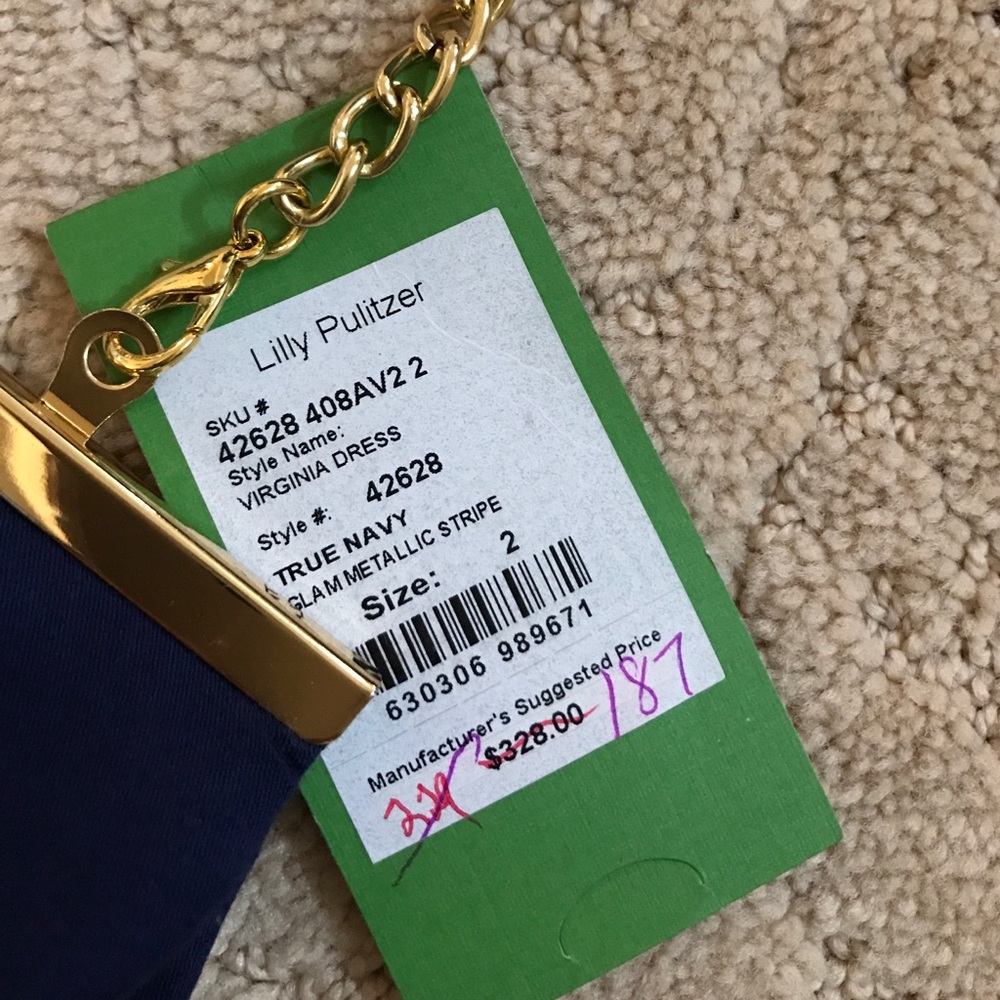 Lilly Pulitzer
SKU #
42628 408AV2 2
Style Name:
VIRGINIA DRESS
Style #: 42628
TRUE NAVY
GLAM METALLIC STRIPE
Size: 2
630306 989671
Manufacturer's Suggested Price
$328.00 187
229